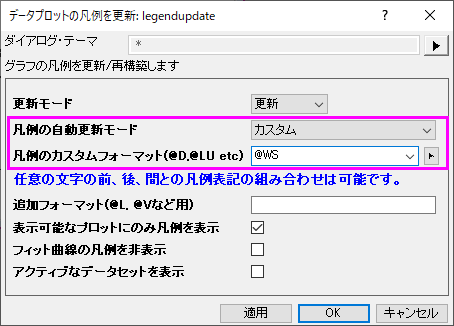 データプロットの凡例を更新: legendupdate
ダイアログ・テーマ *
グラフの凡例を更新/再構築します
更新モード 更新
凡例の自動更新モード カスタム
凡例のカスタムフォーマット(@D,@LU etc) @WS
任意の文字の前、後、間との凡例表記の組み合わせは可能です。
追加フォーマット(@L, @Vなど用)
表示可能なプロットにのみ凡例を表示
フィット曲線の凡例を非表示
アクティブなデータセットを表示
適用 OK キャンセル